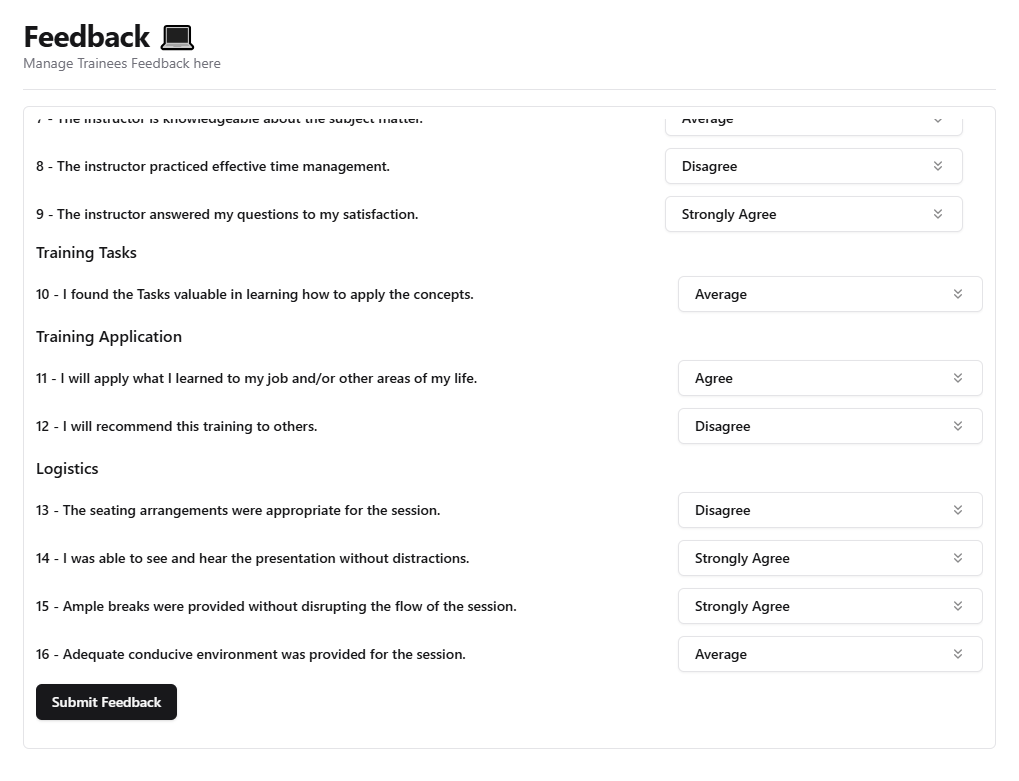 Feedback 💻
Manage Trainees Feedback here
7 - The instructor is knowledgeable about the subject matter. Average
8 - The instructor practiced effective time management. Disagree
9 - The instructor answered my questions to my satisfaction. Strongly Agree
Training Tasks
10 - I found the Tasks valuable in learning how to apply the concepts. Average
Training Application
11 - I will apply what I learned to my job and/or other areas of my life. Agree
12 - I will recommend this training to others. Disagree
Logistics
13 - The seating arrangements were appropriate for the session. Disagree
14 - I was able to see and hear the presentation without distractions. Strongly Agree
15 - Ample breaks were provided without disrupting the flow of the session. Strongly Agree
16 - Adequate conducive environment was provided for the session. Average
Submit Feedback